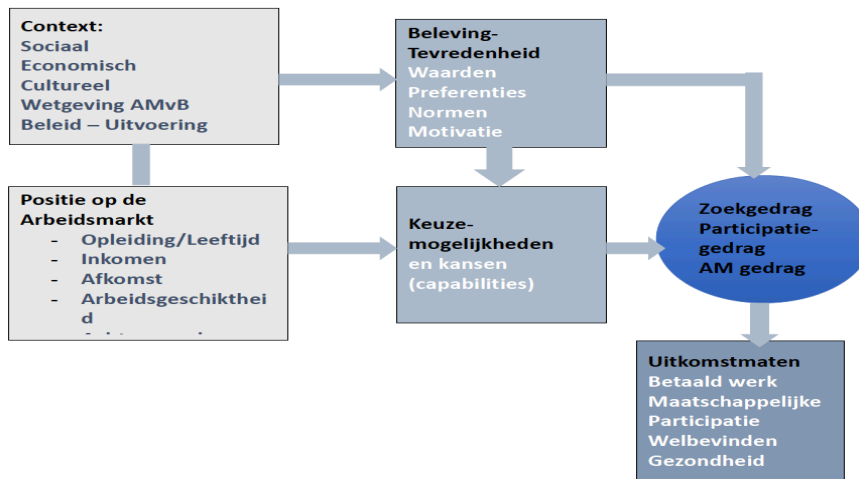 Context:
Sociaal
Economisch
Cultureel
Wetgeving AMvB
Beleid – Uitvoering
Beleving-
Tevredenheid
Waarden
Preferenties
Normen
Motivatie
Positie op de
Arbeidsmarkt
- Opleiding/Leeftijd
- Inkomen
- Afkomst
- Arbeidsgeschikthei
d
Keuze-
mogelijkheden
en kansen
(capabilities)
Zoekgedrag
Participatie-
gedrag
AM gedrag
Uitkomstmaten
Betaald werk
Maatschappelijke
Participatie
Welbevinden
Gezondheid